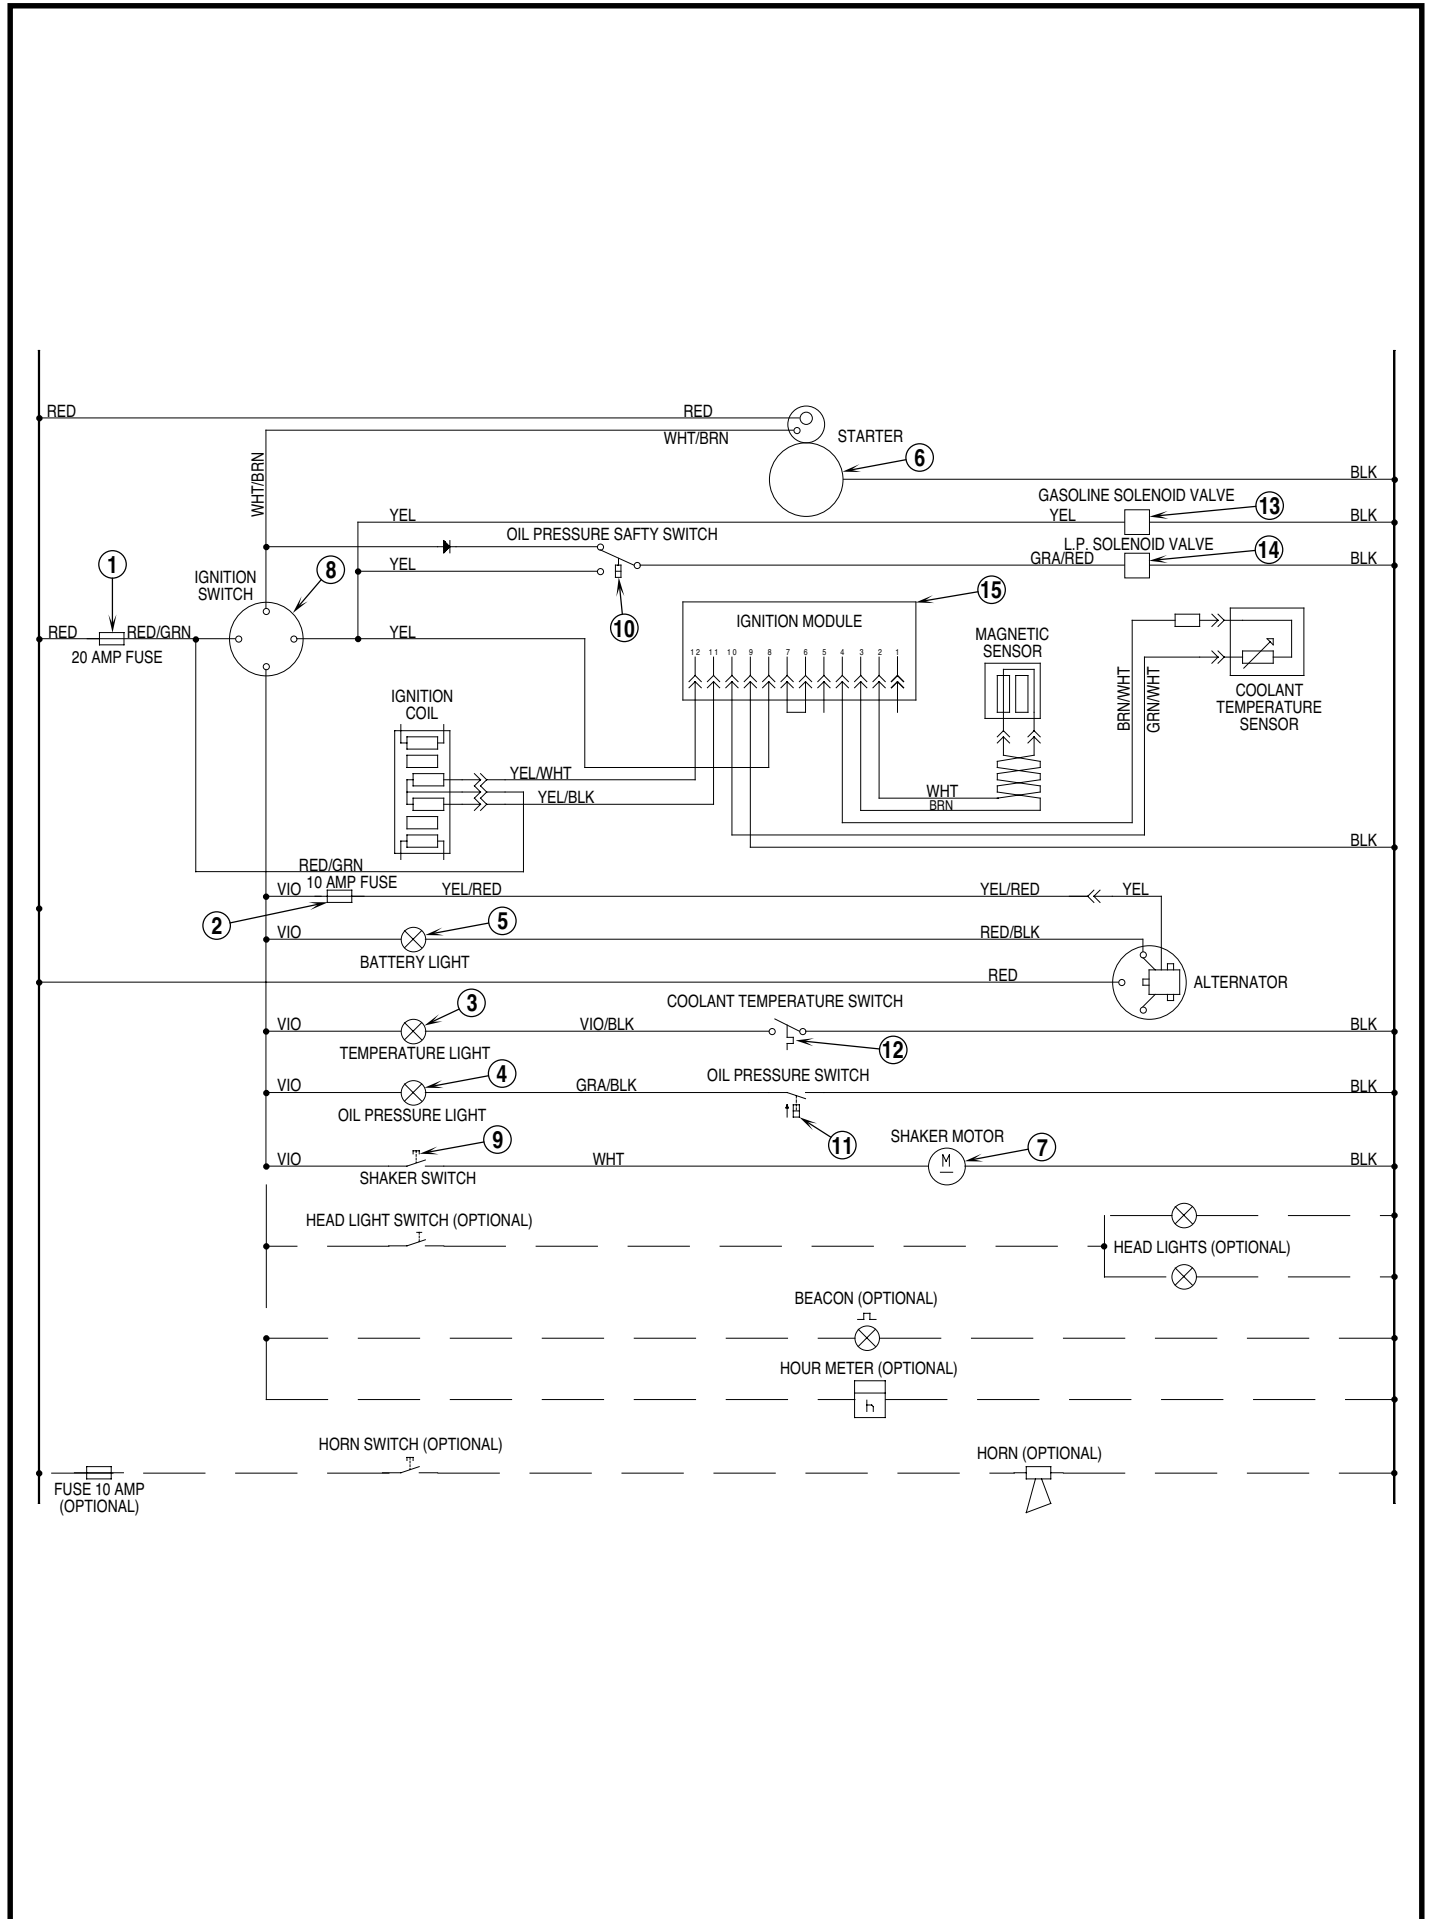 RED
RED
STARTER
WHT/BRN
6
WHT/BRN
BLK
GASOLINE SOLENOID VALVE
13
YEL
YEL
BLK
OIL PRESSURE SAFTY SWITCH
L.P. SOLENOID VALVE
14
1
YEL
GRA/RED
BLK
IGNITION
SWITCH
8
10
15
IGNITION MODULE
RED
RED/GRN
YEL
20 AMP FUSE
MAGNETIC
SENSOR
12 11 10 9 8 7 6 5 4 3 2 1
IGNITION
COIL
BRN/WHT
GRN/WHT
COOLANT
TEMPERATURE
SENSOR
YEL/WHT
YEL/BLK
WHT
BRN
BLK
RED/GRN
10 AMP FUSE
VIO
YEL/RED
YEL/RED
YEL
2
5
VIO
RED/BLK
BATTERY LIGHT
RED
ALTERNATOR
3
COOLANT TEMPERATURE SWITCH
VIO
VIO/BLK
BLK
TEMPERATURE LIGHT
12
4
OIL PRESSURE SWITCH
VIO
GRA/BLK
BLK
OIL PRESSURE LIGHT
11
9
SHAKER MOTOR
7
VIO
WHT
M
BLK
SHAKER SWITCH
HEAD LIGHT SWITCH (OPTIONAL)
HEAD LIGHTS (OPTIONAL)
BEACON (OPTIONAL)
HOUR METER (OPTIONAL)
h
HORN SWITCH (OPTIONAL)
HORN (OPTIONAL)
FUSE 10 AMP
(OPTIONAL)